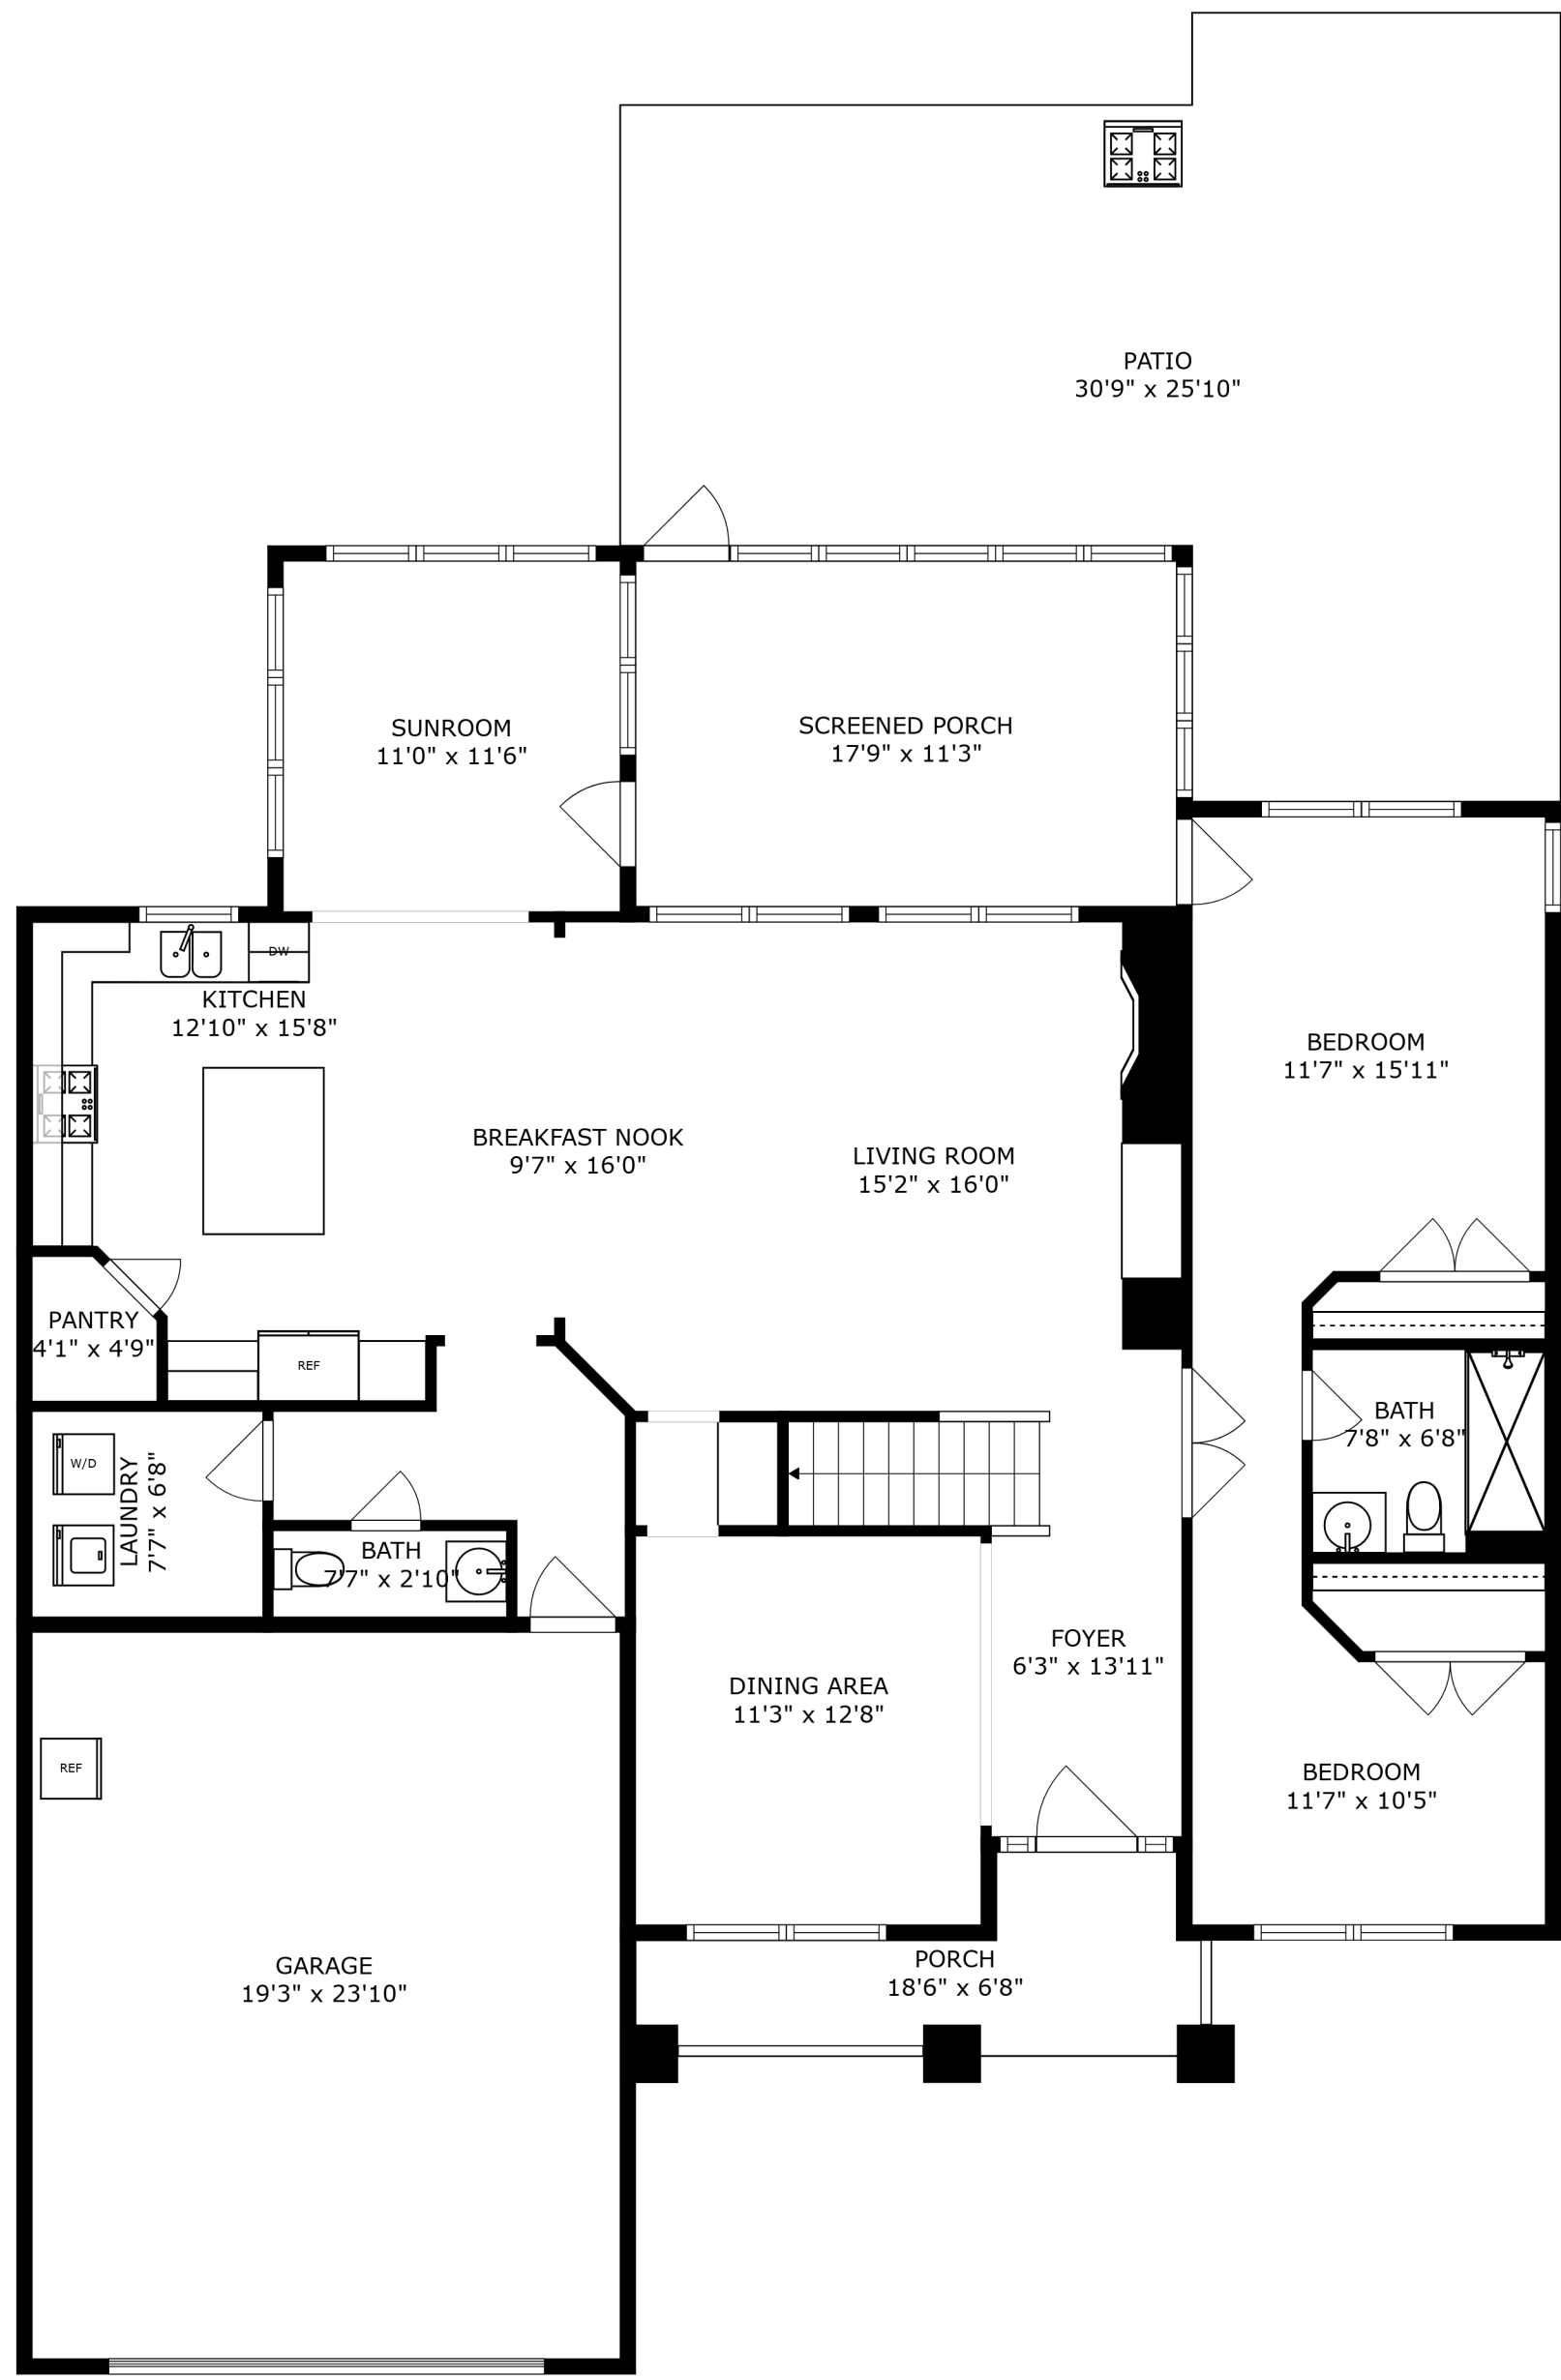 PATIO
30'9" x 25'10"
SUNROOM
11'0" x 11'6"
SCREENED PORCH
17'9" x 11'3"
DW
KITCHEN
12'10" x 15'8"
BREAKFAST NOOK
9'7" x 16'0"
LIVING ROOM
15'2" x 16'0"
BEDROOM
11'7" x 15'11"
PANTRY
4'1" x 4'9"
REF
BATH
7'8" x 6'8"
W/D
LAUNDRY
7'7" x 6'8"
BATH
7'7" x 2'10"
FOYER
6'3" x 13'11"
DINING AREA
11'3" x 12'8"
REF
BEDROOM
11'7" x 10'5"
GARAGE
19'3" x 23'10"
PORCH
18'6" x 6'8"